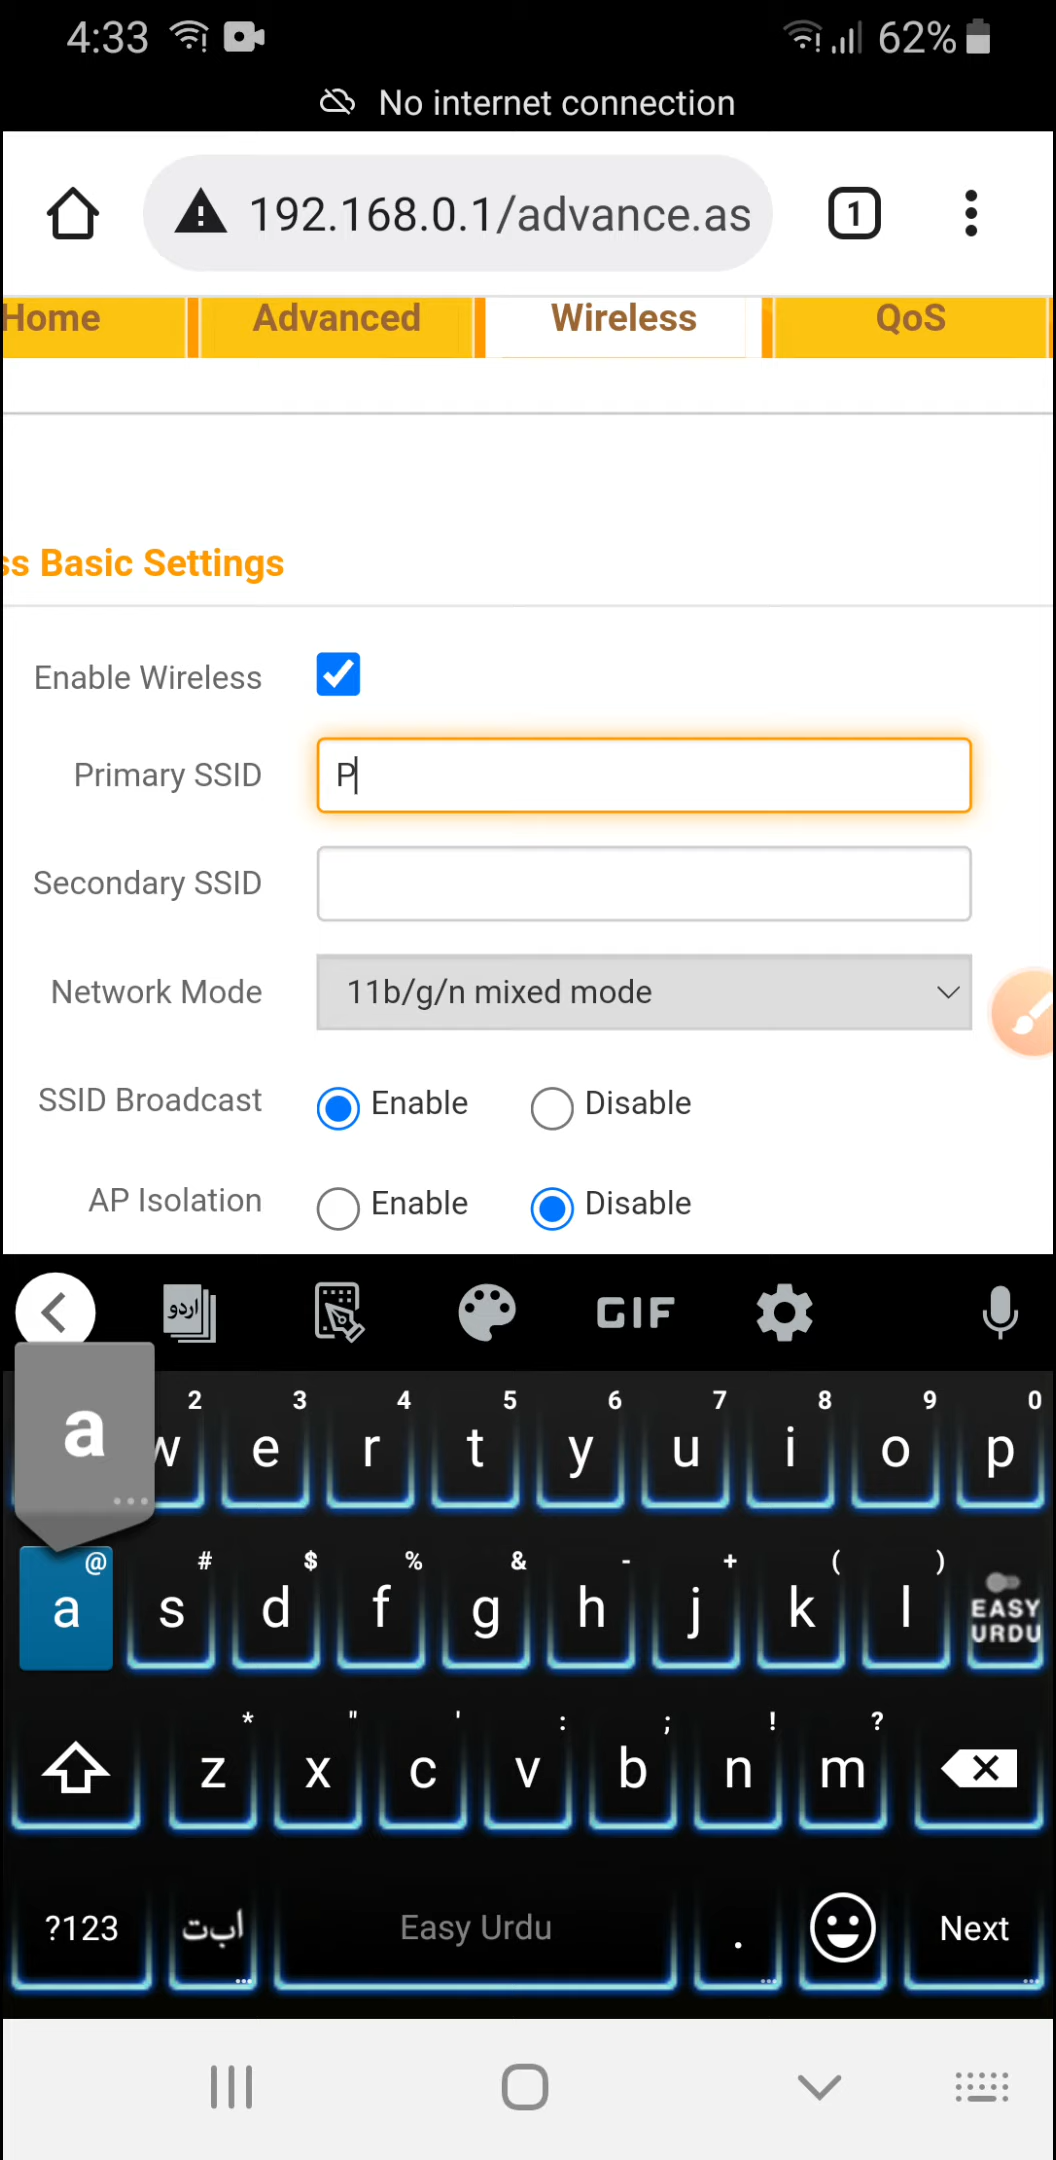 4:33 62%
No internet connection
192.168.0.1/advance.as 1
Home Advanced Wireless QoS
ss Basic Settings
Enable Wireless
Primary SSID P
Secondary SSID
Network Mode 11b/g/n mixed mode
SSID Broadcast Enable Disable
AP Isolation Enable Disable
اردو GIF
a
2 3 4 5 6 7 8 9 0
w e r t y u i o p
@ # $ % & - + ( )
a s d f g h j k l EASY URDU
* " ' : ; ! ?
z x c v b n m
?123 ابت Easy Urdu . Next